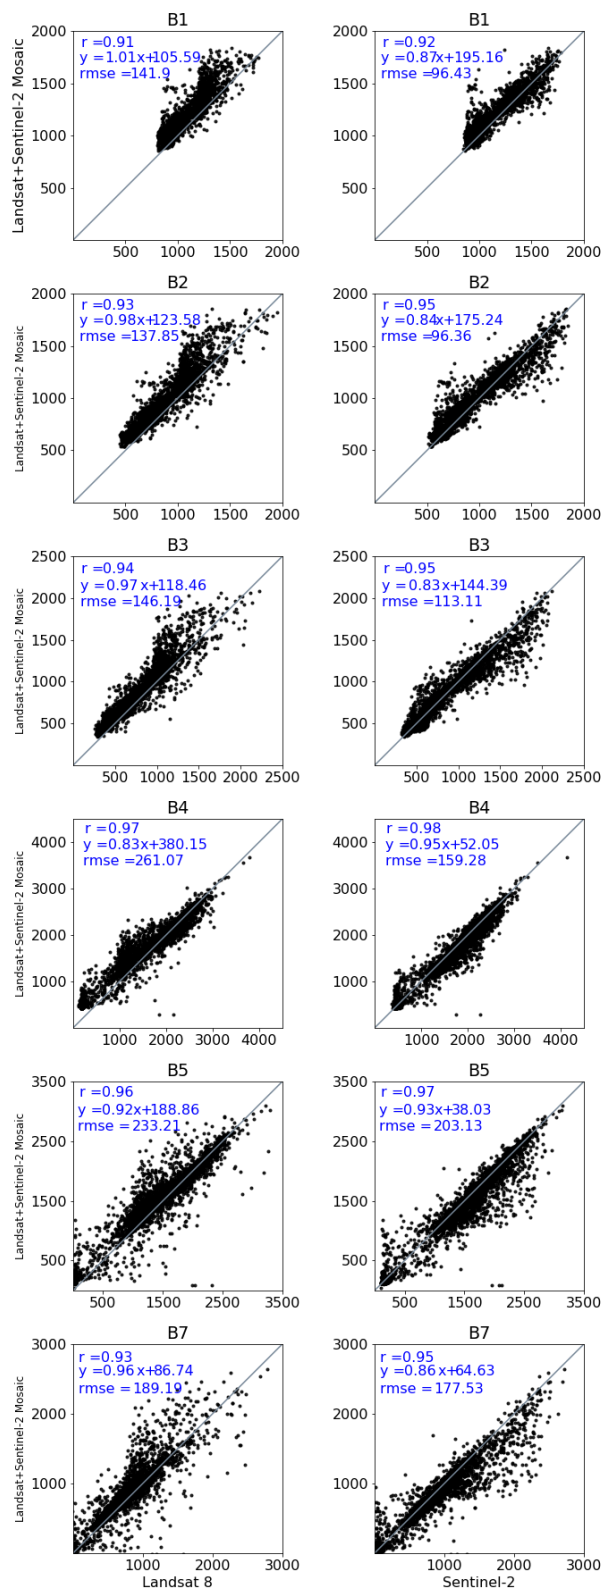 B1
r =0.91
y =1.01x+105.59
rmse =141.9
Landsat+Sentinel-2 Mosaic
2000
1500
1000
500
500 1000 1500 2000
B1
r =0.92
y =0.87x+195.16
rmse =96.43
2000
1500
1000
500
500 1000 1500 2000
B2
r =0.93
y =0.98x+123.58
rmse =137.85
Landsat+Sentinel-2 Mosaic
2000
1500
1000
500
500 1000 1500 2000
B2
r =0.95
y =0.84x+175.24
rmse =96.36
2000
1500
1000
500
500 1000 1500 2000
B3
r =0.94
y =0.97x+118.46
rmse =146.19
Landsat+Sentinel-2 Mosaic
2500
2000
1500
1000
500
500 1000 1500 2000 2500
B3
r =0.95
y =0.83x+144.39
rmse =113.11
2500
2000
1500
1000
500
500 1000 1500 2000 2500
B4
r =0.97
y =0.83x+380.15
rmse =261.07
Landsat+Sentinel-2 Mosaic
4000
3000
2000
1000
1000 2000 3000 4000
B4
r =0.98
y =0.95x+52.05
rmse =159.28
4000
3000
2000
1000
1000 2000 3000 4000
B5
r =0.96
y =0.92x+188.86
rmse =233.21
Landsat+Sentinel-2 Mosaic
3500
2500
1500
500
500 1500 2500 3500
B5
r =0.97
y =0.93x+38.03
rmse =203.13
3500
2500
1500
500
500 1500 2500 3500
B7
r =0.93
y =0.96x+86.74
rmse =189.19
Landsat+Sentinel-2 Mosaic
3000
2000
1000
1000 2000 3000
Landsat 8
B7
r =0.95
y =0.86x+64.63
rmse =177.53
3000
2000
1000
1000 2000 3000
Sentinel-2